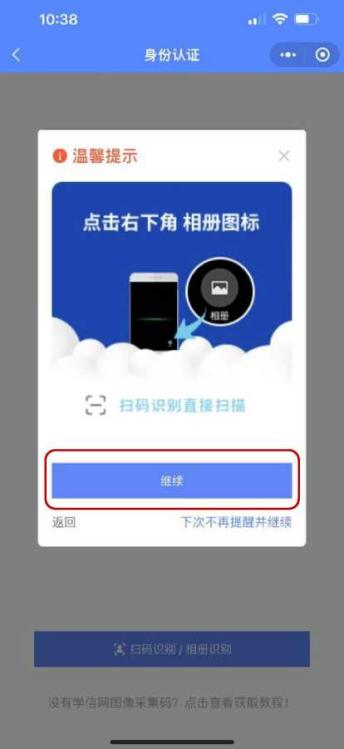 10:38
身份认证
温馨提示
点击右下角 相册图标
相册
扫码识别直接扫描
继续
返回
下次不再提醒并继续
扫码识别 / 相册识别
没有学信网图像采集码？点击查看获取教程！